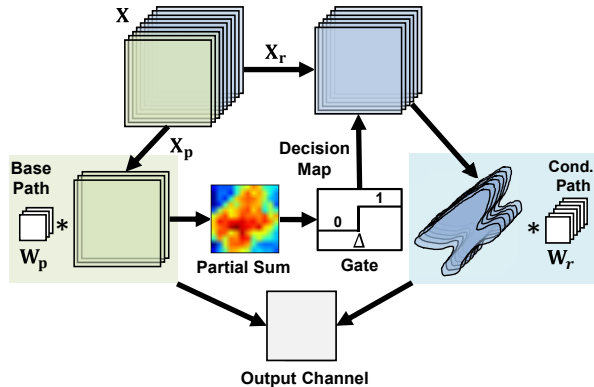 X
X_r
X_p
Decision
Map
Base
Path
*
W_p
Partial Sum
0
1
Δ
Gate
Cond.
Path
*
W_r
Output Channel